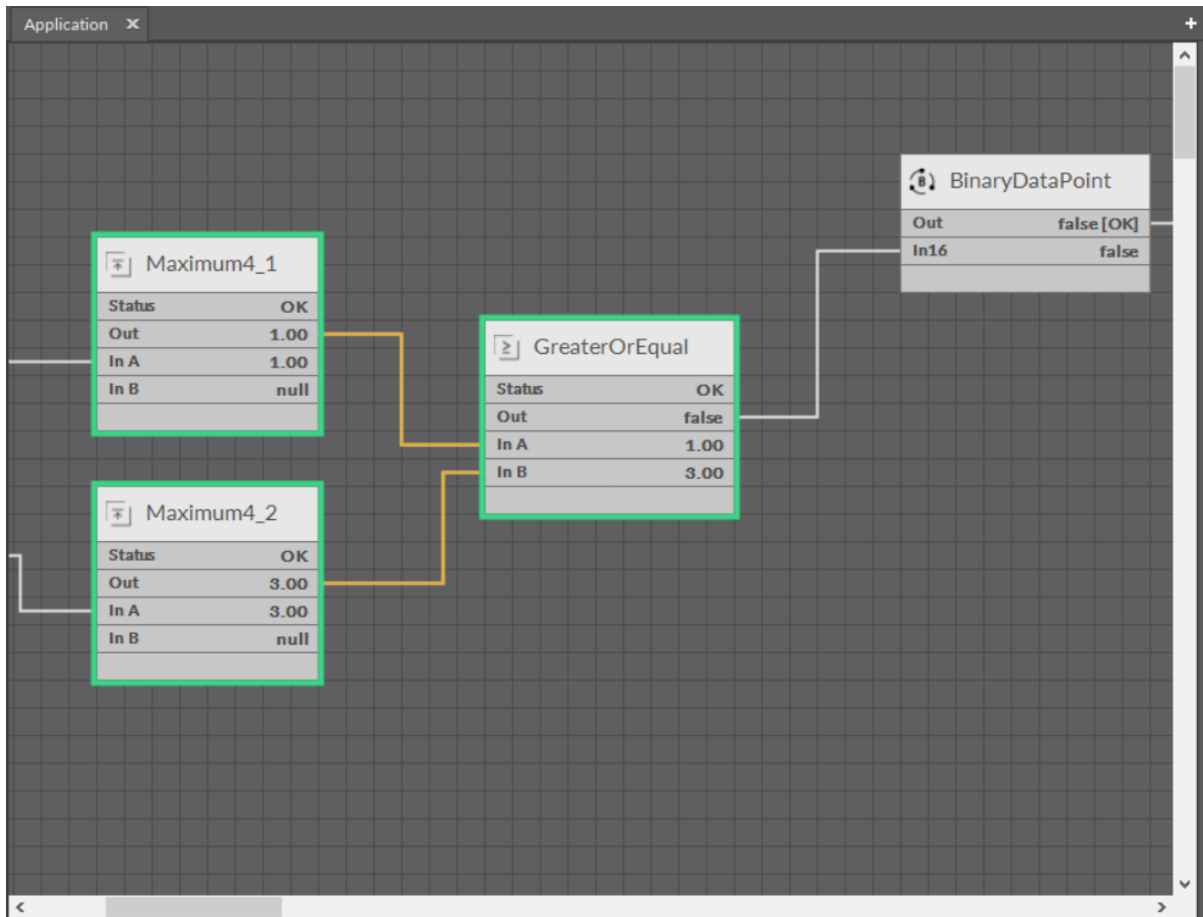 Application
BinaryDataPoint
Out false [OK]
In16 false
Maximum4_1
Status OK
Out 1.00
In A 1.00
In B null
GreaterOrEqual
Status OK
Out false
In A 1.00
In B 3.00
Maximum4_2
Status OK
Out 3.00
In A 3.00
In B null